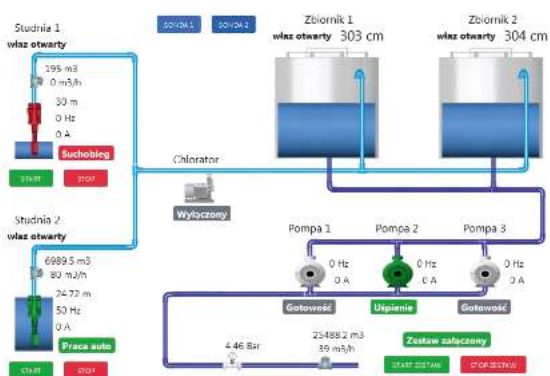 Studnia 1
właz otwarty
195 m3
0 m3/h
30 m
0 Hz
0 A
Suchobieg
START STOP
SONDA 1 SONDA 2
Zbiornik 1
właz otwarty 303 cm
Zbiornik 2
właz otwarty 304 cm
Chlorator
Wyłączony
Studnia 2
właz otwarty
6989.5 m3
80 m3/h
24.72 m
50 Hz
0 A
Praca auto
START STOP
Pompa 1
0 Hz
0 A
Gotowość
Pompa 2
0 Hz
0 A
Uśpienie
Pompa 3
0 Hz
0 A
Gotowość
4.46 Bar
25488.2 m3
39 m3/h
Zestaw załączony
START ZESTAW STOP ZESTAW